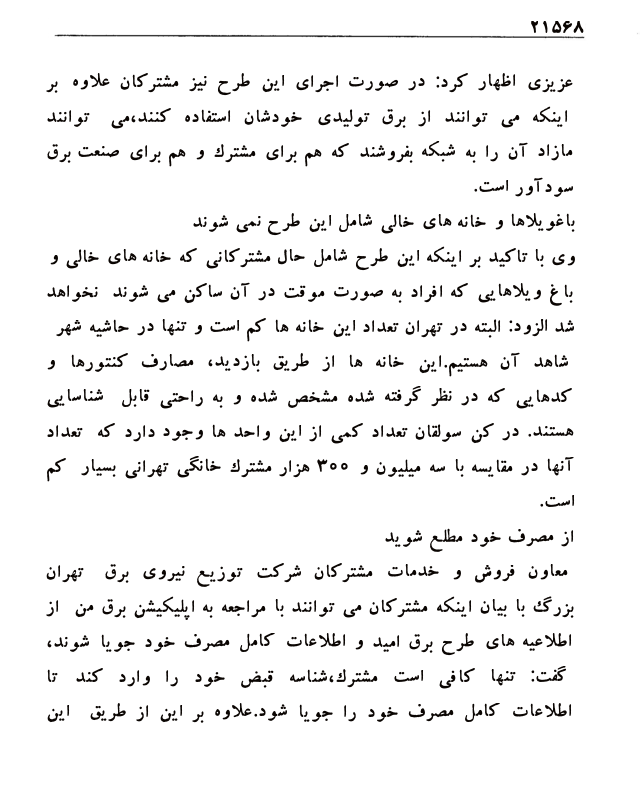 ۲۱۵۶۸
عزیزی اظهار کرد: در صورت اجرای این طرح نیز مشترکان علاوه بر
اینکه می توانند از برق تولیدی خودشان استفاده کنند،می توانند
مازاد آن را به شبکه بفروشند که هم برای مشترك و هم برای صنعت برق
سودآور است.
باغویلاها و خانه های خالی شامل این طرح نمی شوند
وی با تاکید بر اینکه این طرح شامل حال مشترکانی که خانه های خالی و
باغ ویلاهایی که افراد به صورت موقت در آن ساکن می شوند نخواهد
شد الزود: البته در تهران تعداد این خانه ها کم است و تنها در حاشیه شهر
شاهد آن هستیم.این خانه ها از طریق بازدید، مصارف کنتورها و
کدهایی که در نظر گرفته شده مشخص شده و به راحتی قابل شناسایی
هستند. در کن سولقان تعداد کمی از این واحد ها وجود دارد که تعداد
آنها در مقایسه با سه میلیون و ۳۰۰ هزار مشترك خانگی تهرانی بسیار کم
است.
از مصرف خود مطلع شوید
معاون فروش و خدمات مشترکان شرکت توزیع نیروی برق تهران
بزرگ با بیان اینکه مشترکان می توانند با مراجعه به اپلیکیشن برق من از
اطلاعیه های طرح برق امید و اطلاعات کامل مصرف خود جویا شوند،
گفت: تنها کافی است مشترك،شناسه قبض خود را وارد کند تا
اطلاعات کامل مصرف خود را جویا شود.علاوه بر این از طریق این